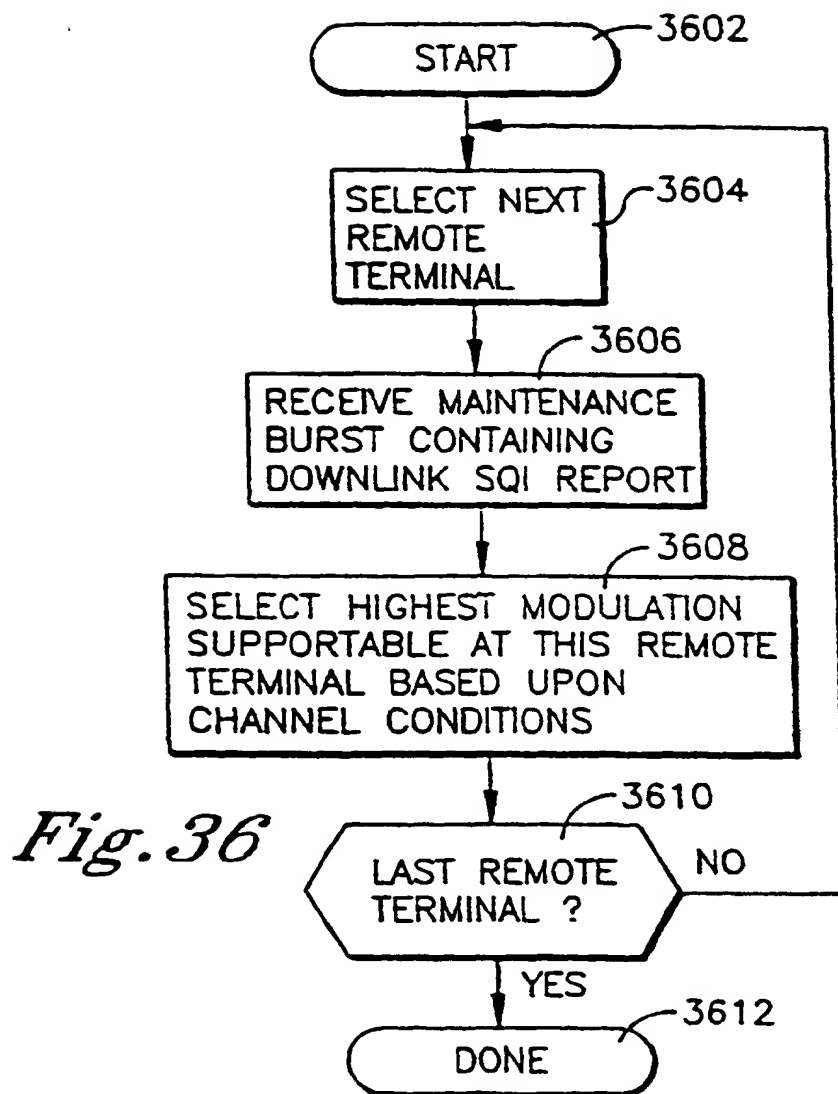 3602
START
SELECT NEXT
REMOTE
TERMINAL
3604
3606
RECEIVE MAINTENANCE
BURST CONTAINING
DOWNLINK SQI REPORT
3608
SELECT HIGHEST MODULATION
SUPPORTABLE AT THIS REMOTE
TERMINAL BASED UPON
CHANNEL CONDITIONS
3610
Fig. 36
LAST REMOTE
TERMINAL ?
NO
YES
3612
DONE